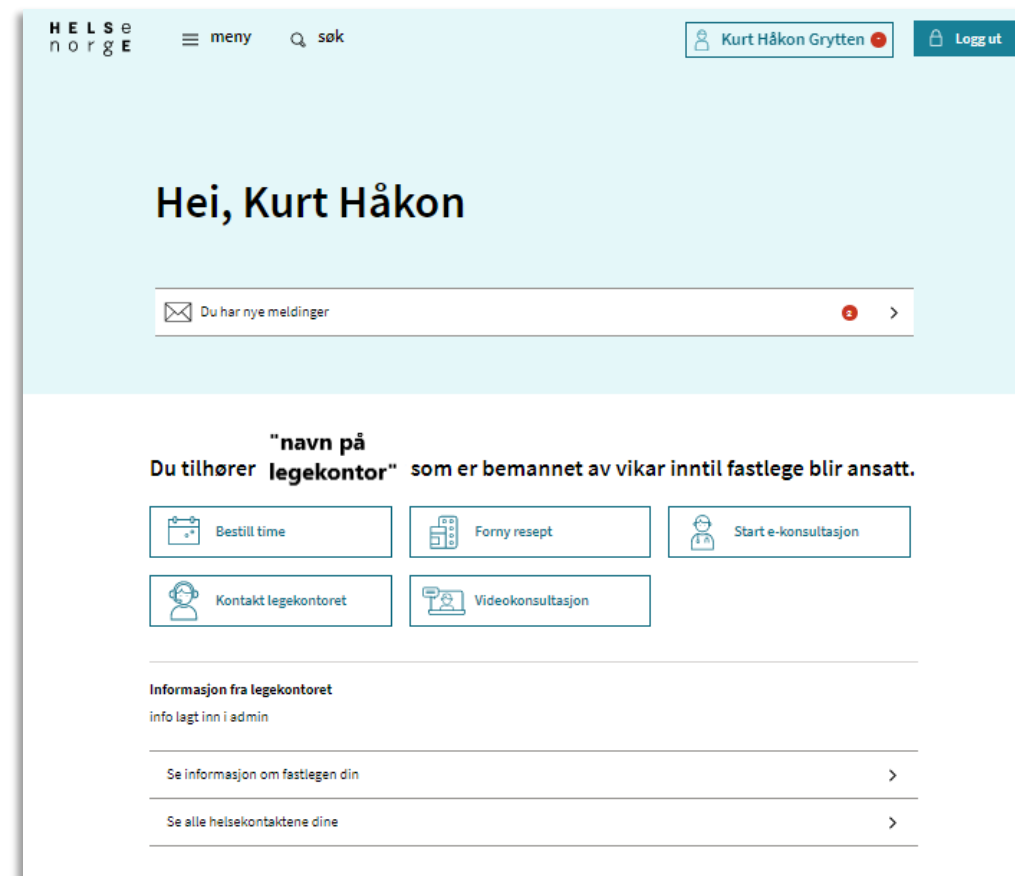 HELSe
norgE
meny
søk
Kurt Håkon Grytten
Logg ut
Hei, Kurt Håkon
Du har nye meldinger
2
Du tilhører "navn på legekontor" som er bemannet av vikar inntil fastlege blir ansatt.
Bestill time
Forny resept
Start e-konsultasjon
Kontakt legekontoret
Videokonsultasjon
Informasjon fra legekontoret
info lagt inn i admin
Se informasjon om fastlegen din
Se alle helsekontaktene dine